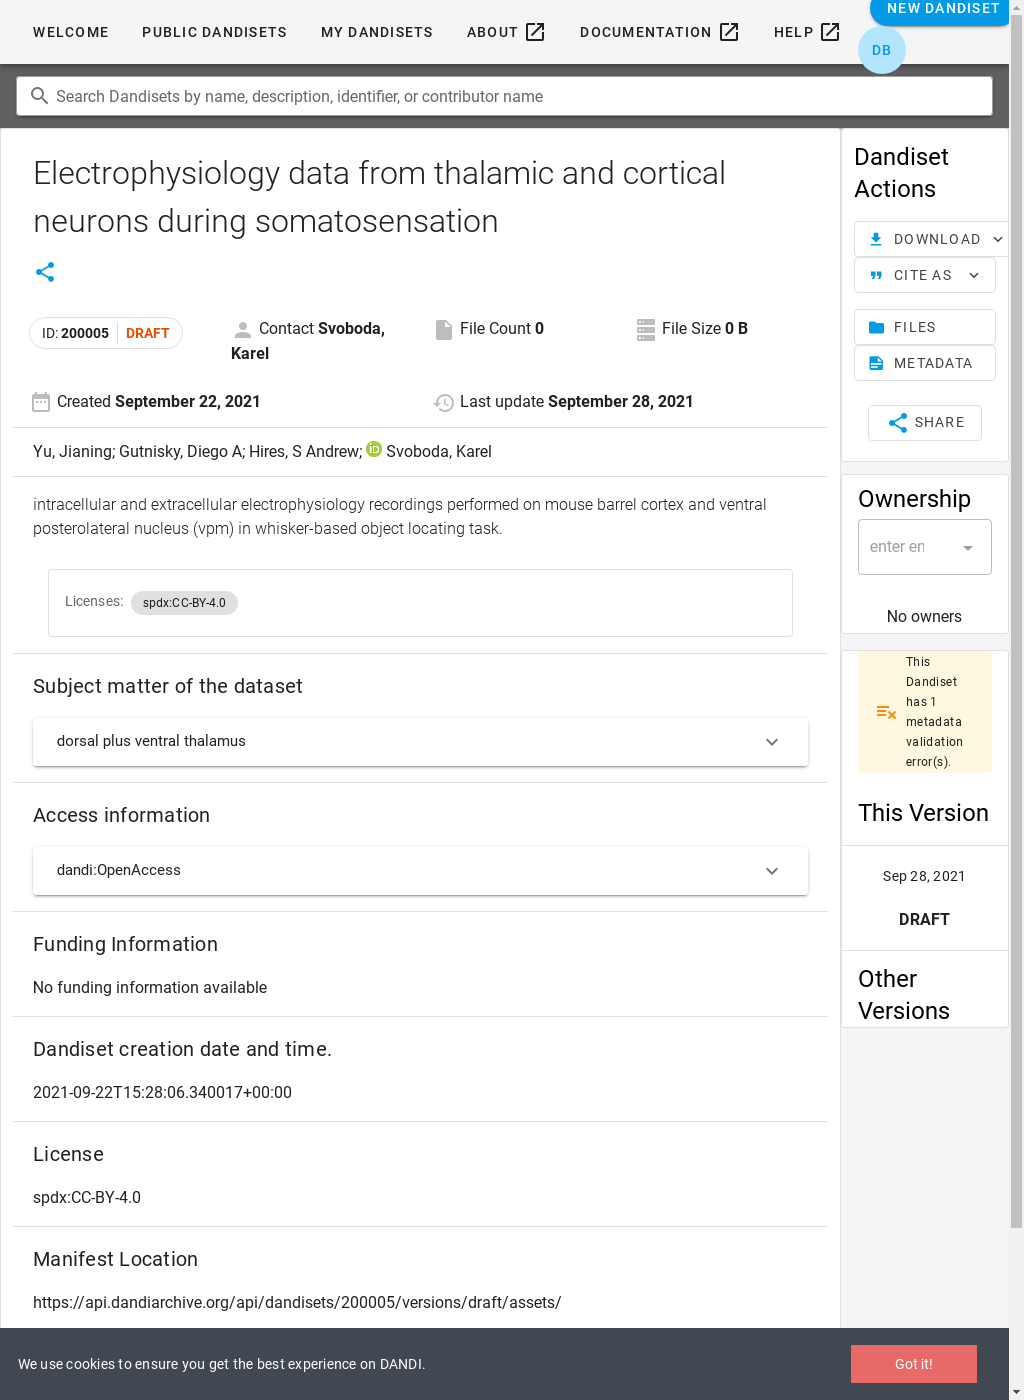 WELCOME PUBLIC DANDISETS MY DANDISETS ABOUT DOCUMENTATION HELP
NEW DANDISET
DB
Search Dandisets by name, description, identifier, or contributor name
Electrophysiology data from thalamic and cortical
neurons during somatosensation
ID: 200005 DRAFT
Contact Svoboda,
Karel
File Count 0
File Size 0 B
Created September 22, 2021
Last update September 28, 2021
Yu, Jianing; Gutnisky, Diego A; Hires, S Andrew; iD Svoboda, Karel
intracellular and extracellular electrophysiology recordings performed on mouse barrel cortex and ventral
posterolateral nucleus (vpm) in whisker-based object locating task.
Licenses: spdx:CC-BY-4.0
Subject matter of the dataset
dorsal plus ventral thalamus
Access information
dandi:OpenAccess
Funding Information
No funding information available
Dandiset creation date and time.
2021-09-22T15:28:06.340017+00:00
License
spdx:CC-BY-4.0
Manifest Location
https://api.dandiarchive.org/api/dandisets/200005/versions/draft/assets/
Dandiset
Actions
DOWNLOAD
CITE AS
FILES
METADATA
SHARE
Ownership
enter en
No owners
This
Dandiset
has 1
metadata
validation
error(s).
This Version
Sep 28, 2021
DRAFT
Other
Versions
We use cookies to ensure you get the best experience on DANDI.
Got it!